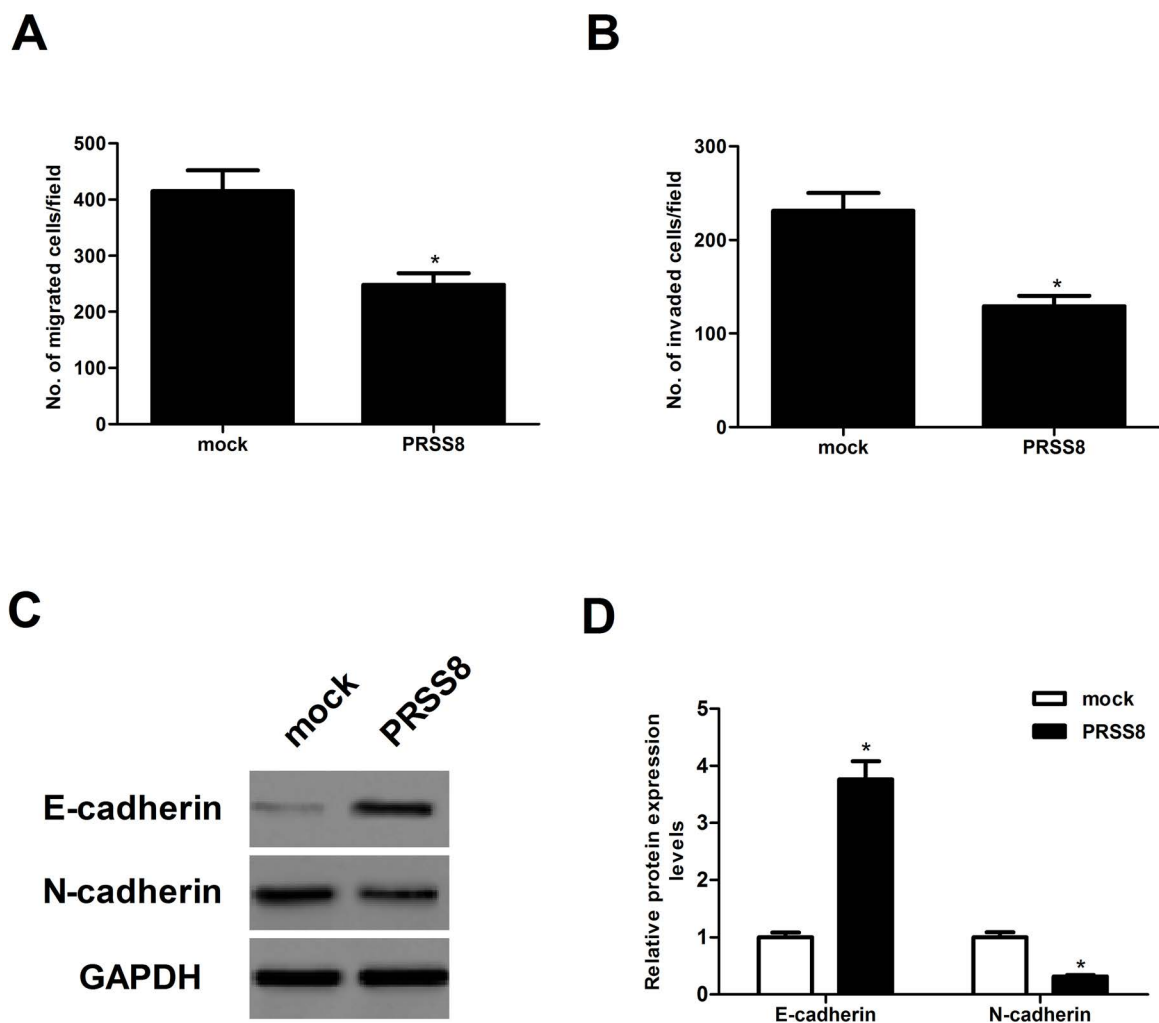 A
B
No. of migrated cells/field
500
400
300
200
100
0
*
mock
PRSS8
No. of invaded cells/field
300
200
100
0
*
mock
PRSS8
C
mock
PRSS8
E-cadherin
N-cadherin
GAPDH
D
mock
PRSS8
Relative protein expression
levels
5
4
3
2
1
0
*
*
E-cadherin
N-cadherin